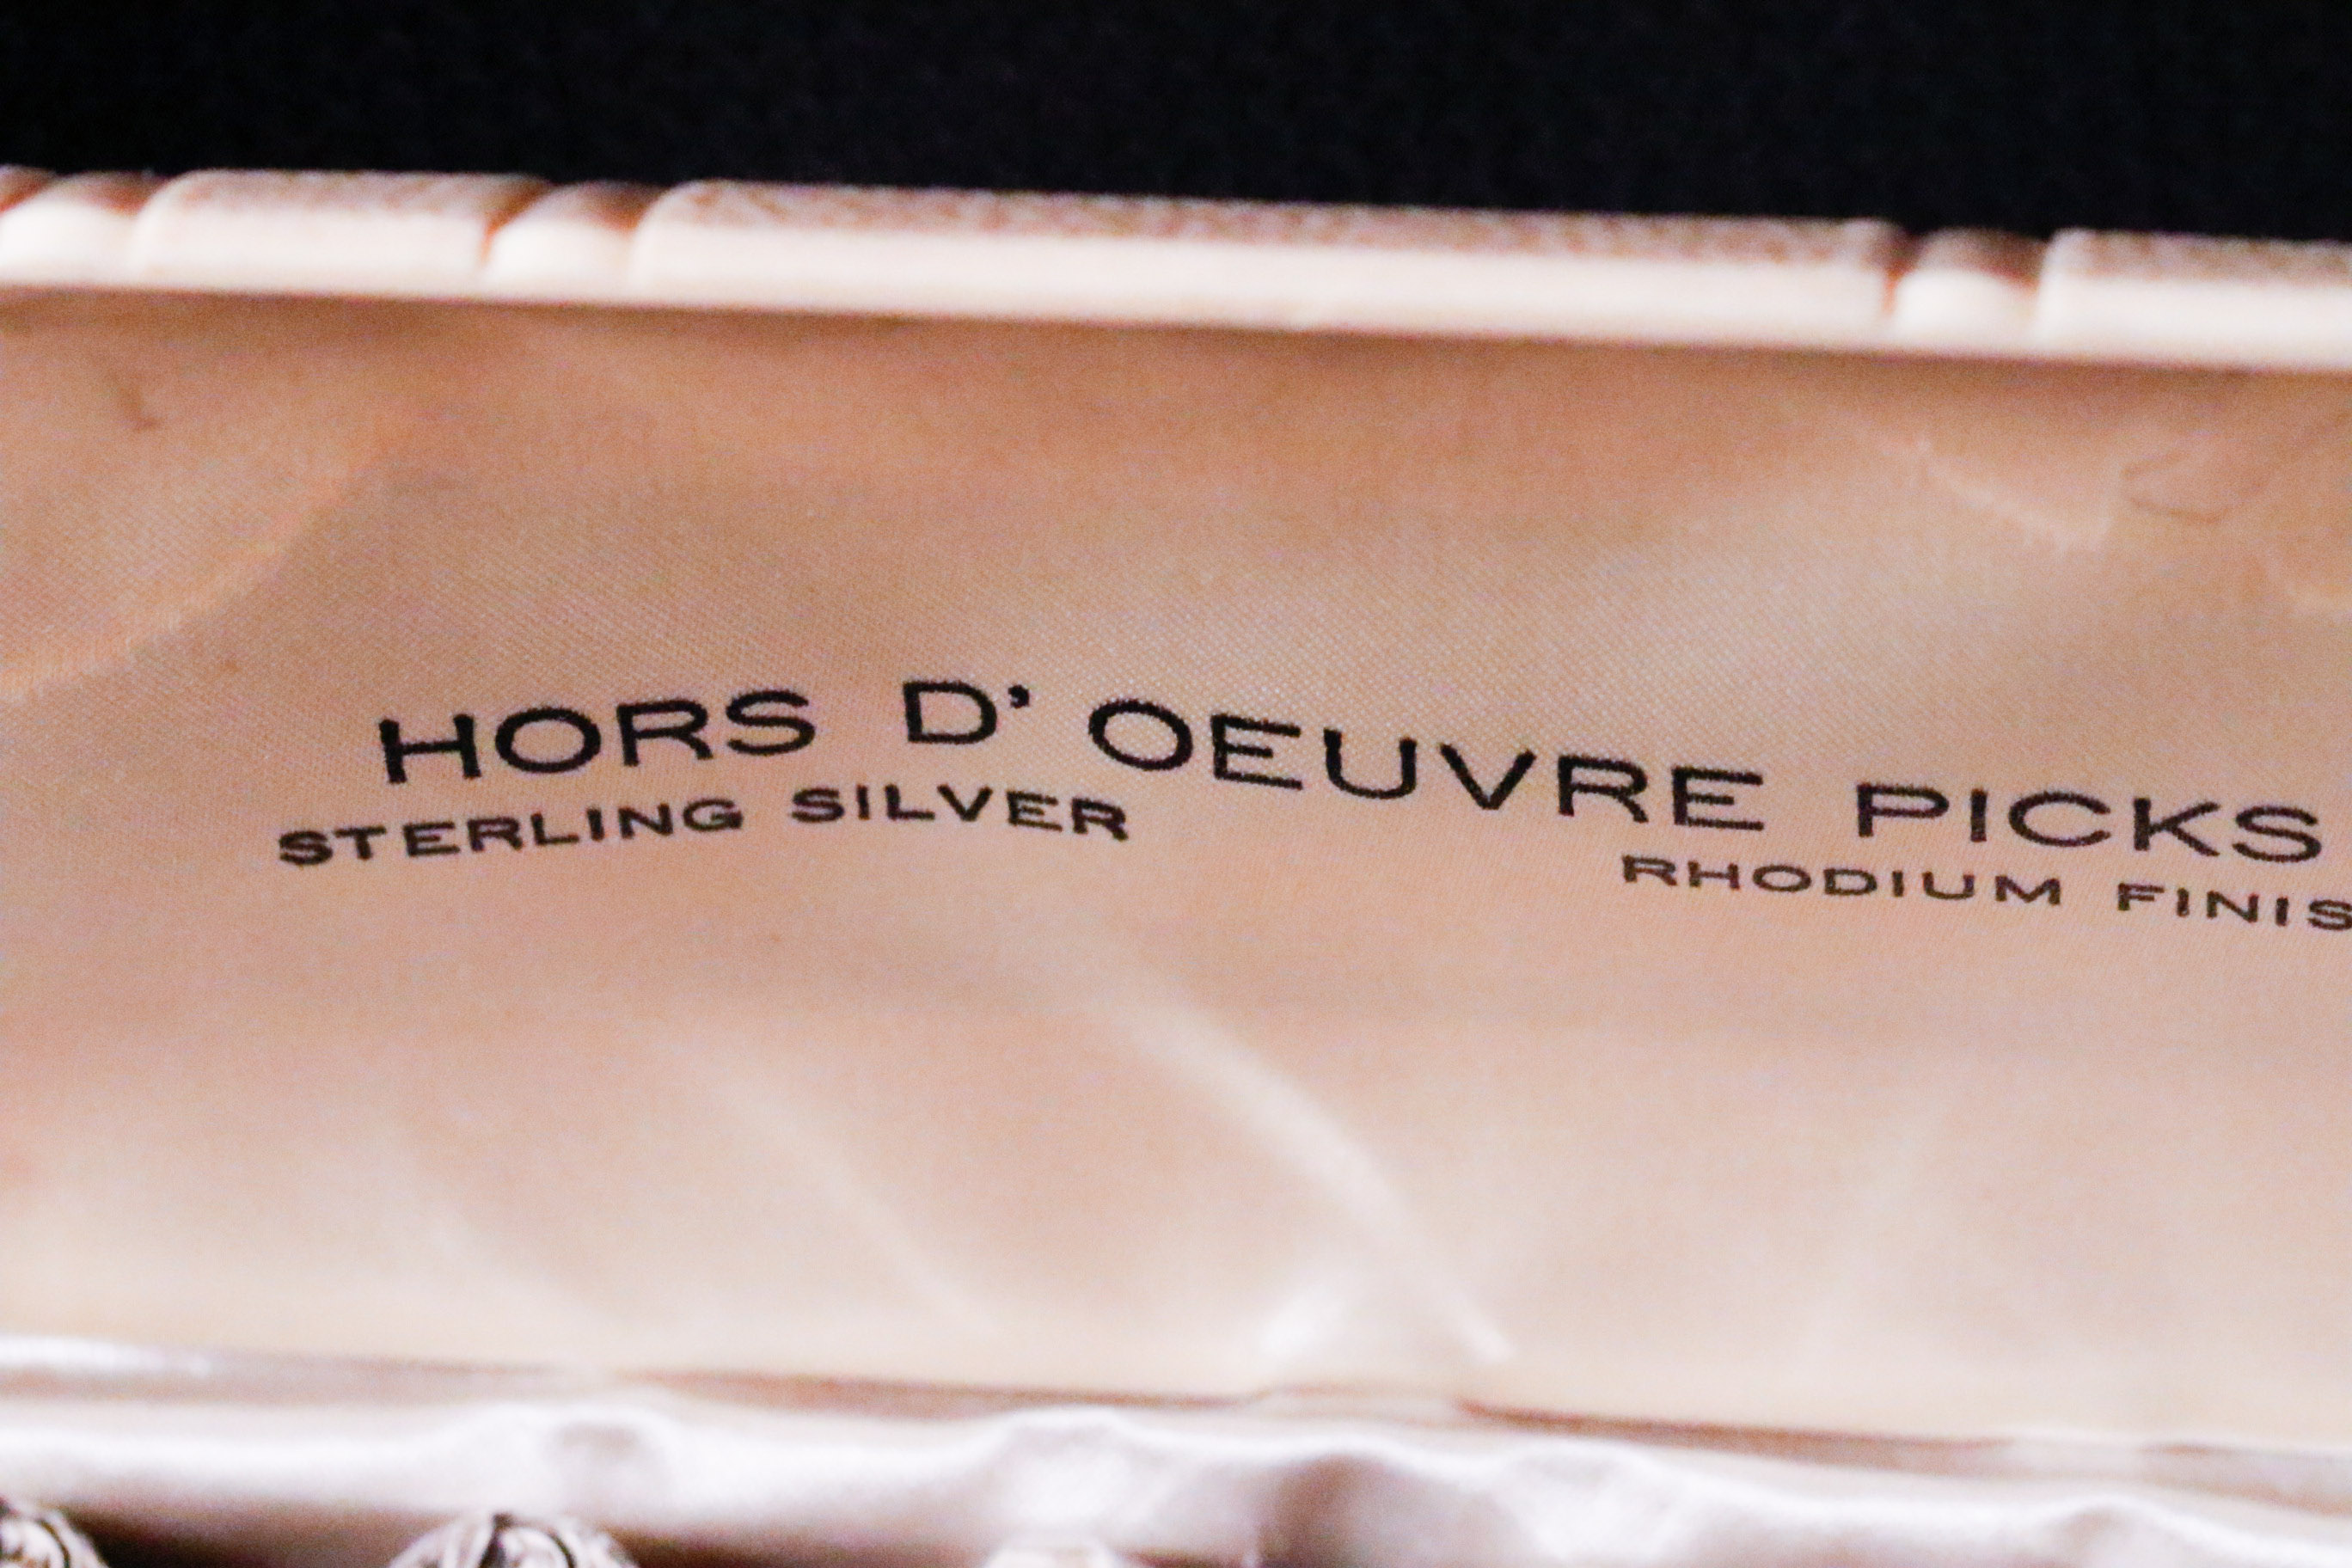 HORS D' OEUVRE PICKS
STERLING SILVER RHODIUM FINIS